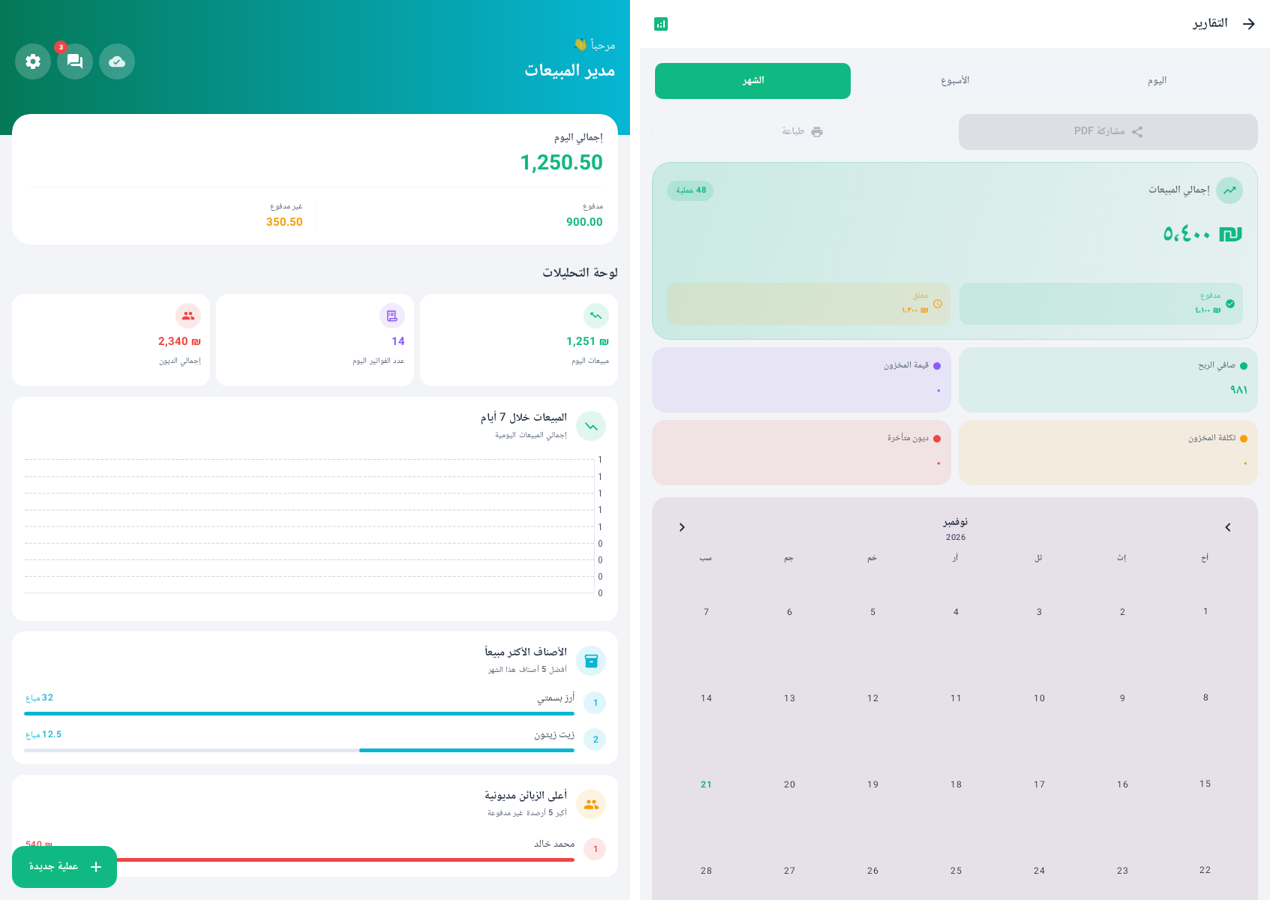 التقارير
اليوم
الأسبوع
الشهر
مشاركة PDF
طباعة
إجمالي المبيعات
48 عملية
₪ ٥،٤٠٠
مدفوع
₪ ٤،١٠٠
معلق
₪ ١،٣٠٠
صافي الربح
٩٨١
قيمة المخزون
٠
تكلفة المخزون
٠
ديون متأخرة
٠
نوفمبر
2026
أح إث ثل أر خم جم سب
1 2 3 4 5 6 7
8 9 10 11 12 13 14
15 16 17 18 19 20 21
22 23 24 25 26 27 28
مرحباً 👋
مدير المبيعات
3
إجمالي اليوم
1,250.50
مدفوع
900.00
غير مدفوع
350.50
لوحة التحليلات
1,251 ₪
مبيعات اليوم
14
عدد الفواتير اليوم
2,340 ₪
إجمالي الديون
المبيعات خلال 7 أيام
إجمالي المبيعات اليومية
1
1
1
1
1
0
0
0
0
الأصناف الأكثر مبيعاً
أفضل 5 أصناف هذا الشهر
1 أرز بسمتي 32 مباع
2 زيت زيتون 12.5 مباع
أعلى الزبائن مديونية
أكبر 5 أرصدة غير مدفوعة
1 محمد خالد 540 ₪
عملية جديدة